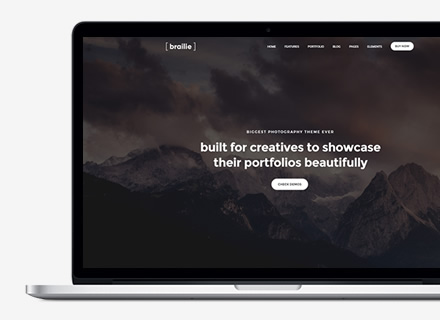 [ brailie ]
HOME FEATURES PORTFOLIO BLOG PAGES ELEMENTS BUY NOW
BIGGEST PHOTOGRAPHY THEME EVER
built for creatives to showcase
their portfolios beautifully
CHECK DEMOS